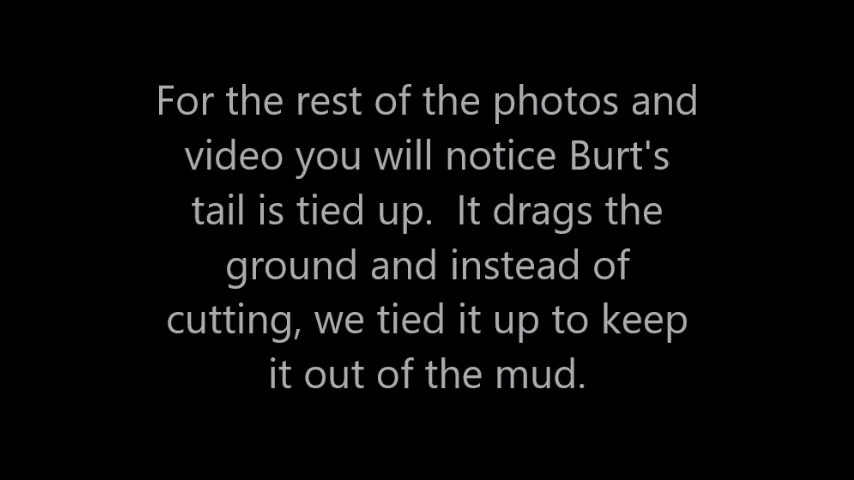 For the rest of the photos and
video you will notice Burt's
tail is tied up.  It drags the
ground and instead of
cutting, we tied it up to keep
it out of the mud.